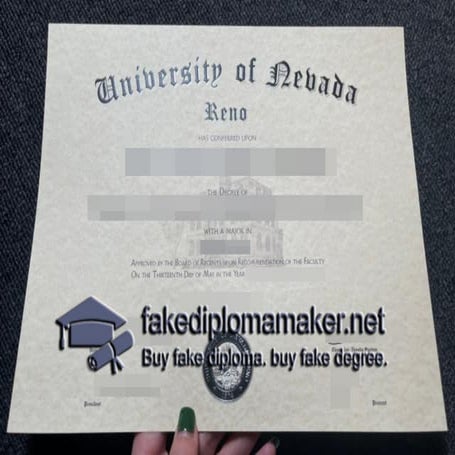 University of Nevada
Reno
HAS CONFERRED UPON
THE DEGREE OF
WITH A MAJOR IN
APPROVED BY THE BOARD OF REGENTS UPON RECOMMENDATION OF THE FACULTY
ON THE THIRTEENTH DAY OF MAY IN THE YEAR
fakediplomamaker.net
Buy fake diploma. buy fake degree.
President